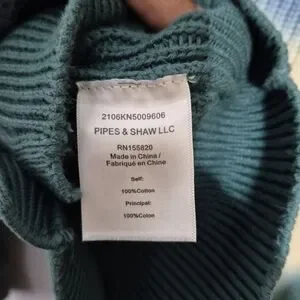 2106KN5009606
PIPES & SHAW LLC
RN155820
Made in China /
Fabriqué en Chine
Self:
100%Cotton
Principal:
100%Coton